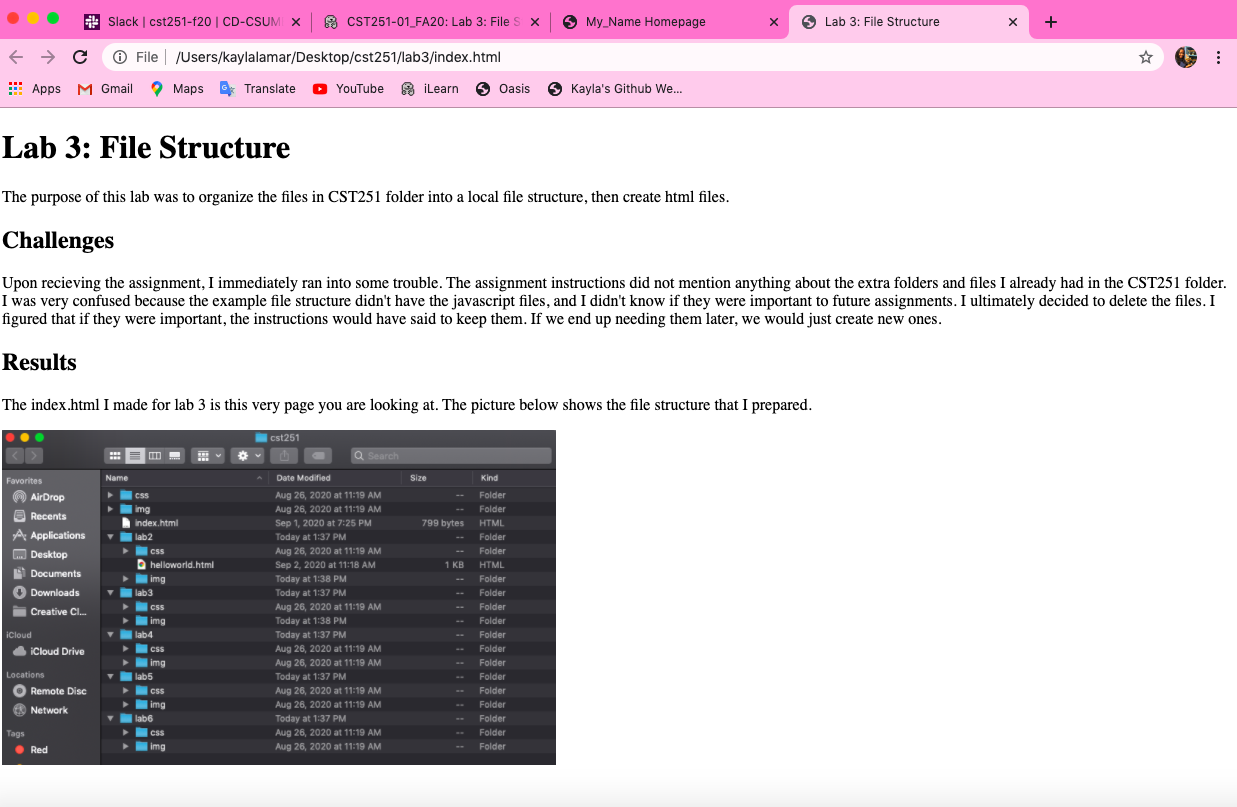 Slack | cst251-f20 | CD-CSUM
CST251-01_FA20: Lab 3: File S
My_Name Homepage
Lab 3: File Structure
File | /Users/kaylalamar/Desktop/cst251/lab3/index.html
Apps Gmail Maps Translate YouTube iLearn Oasis Kayla's Github We...
Lab 3: File Structure
The purpose of this lab was to organize the files in CST251 folder into a local file structure, then create html files.
Challenges
Upon recieving the assignment, I immediately ran into some trouble. The assignment instructions did not mention anything about the extra folders and files I already had in the CST251 folder.
I was very confused because the example file structure didn't have the javascript files, and I didn't know if they were important to future assignments. I ultimately decided to delete the files. I
figured that if they were important, the instructions would have said to keep them. If we end up needing them later, we would just create new ones.
Results
The index.html I made for lab 3 is this very page you are looking at. The picture below shows the file structure that I prepared.
cst251
Search
Favorites
AirDrop
Recents
Applications
Desktop
Documents
Downloads
Creative Cl...
iCloud
iCloud Drive
Locations
Remote Disc
Network
Tags
Red
Name Date Modified Size Kind
css Aug 26, 2020 at 11:19 AM -- Folder
img Aug 26, 2020 at 11:19 AM -- Folder
index.html Sep 1, 2020 at 7:25 PM 799 bytes HTML
lab2 Today at 1:37 PM -- Folder
css Aug 26, 2020 at 11:19 AM -- Folder
helloworld.html Sep 2, 2020 at 11:18 AM 1 KB HTML
img Today at 1:38 PM -- Folder
lab3 Today at 1:37 PM -- Folder
css Aug 26, 2020 at 11:19 AM -- Folder
img Today at 1:38 PM -- Folder
lab4 Today at 1:37 PM -- Folder
css Aug 26, 2020 at 11:19 AM -- Folder
img Aug 26, 2020 at 11:19 AM -- Folder
lab5 Today at 1:37 PM -- Folder
css Aug 26, 2020 at 11:19 AM -- Folder
img Aug 26, 2020 at 11:19 AM -- Folder
lab6 Today at 1:37 PM -- Folder
css Aug 26, 2020 at 11:19 AM -- Folder
img Aug 26, 2020 at 11:19 AM -- Folder